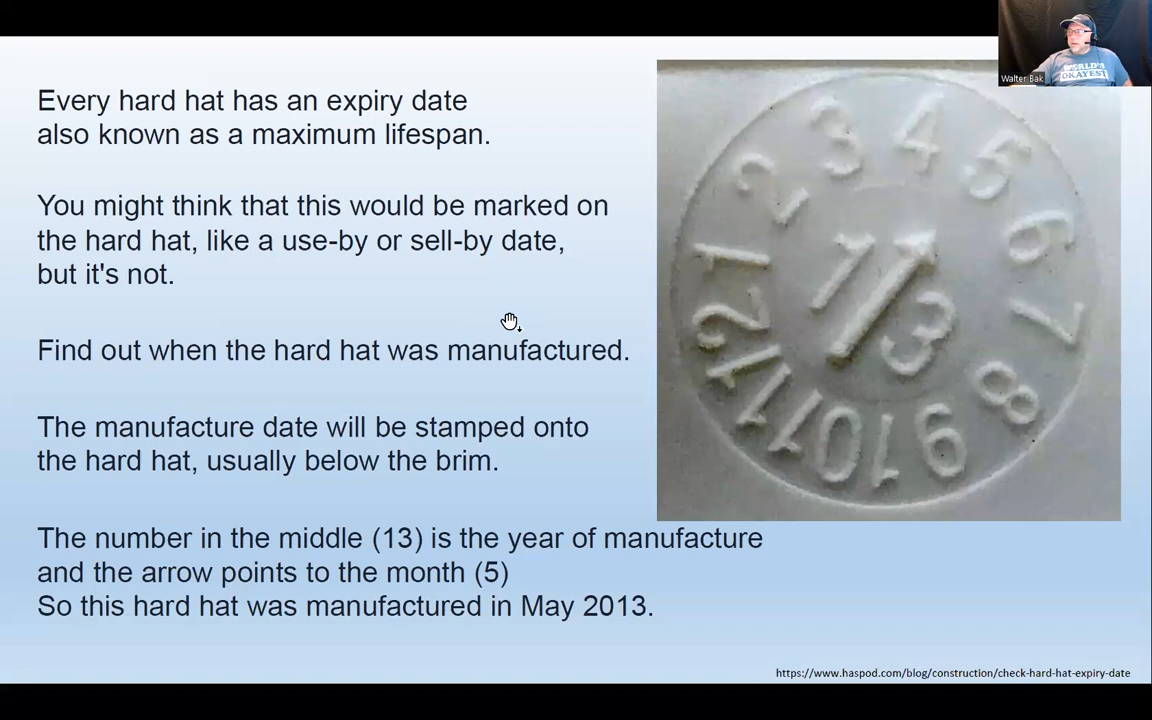 Every hard hat has an expiry date
also known as a maximum lifespan.
You might think that this would be marked on
the hard hat, like a use-by or sell-by date,
but it's not.
Find out when the hard hat was manufactured.
The manufacture date will be stamped onto
the hard hat, usually below the brim.
The number in the middle (13) is the year of manufacture
and the arrow points to the month (5)
So this hard hat was manufactured in May 2013.
https://www.haspod.com/blog/construction/check-hard-hat-expiry-date
1 2 3 4 5 6 7 8 9 10 11 12
1 3
WORLD'S
OKAYEST
Walter Bak